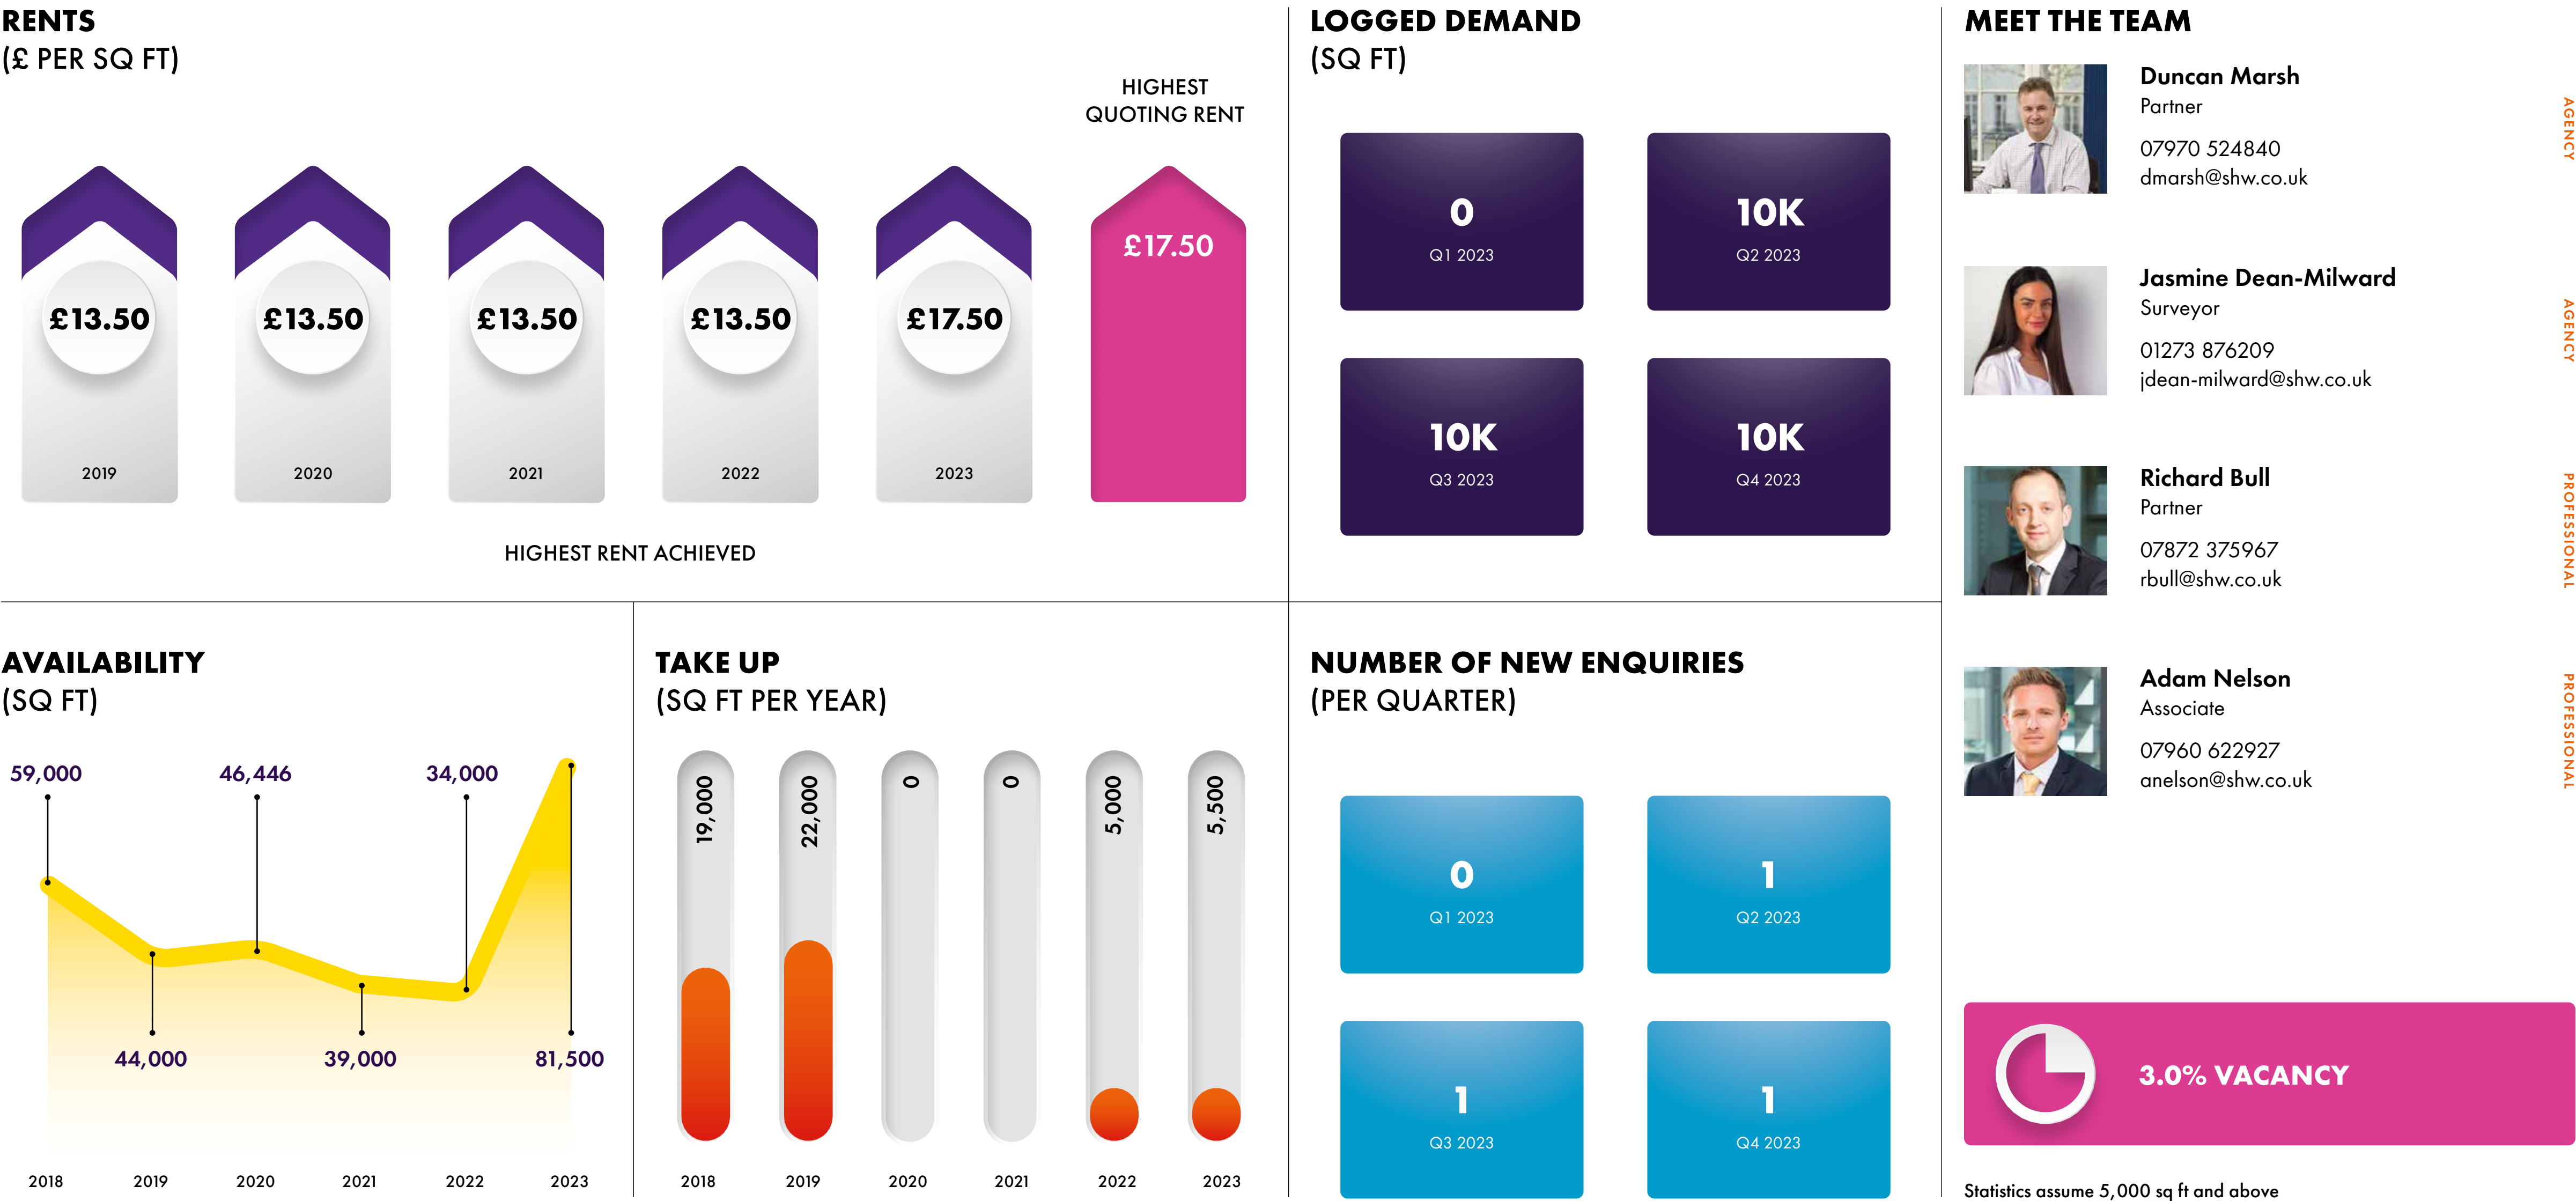 RENTS
(£ PER SQ FT)
HIGHEST
QUOTING RENT
£13.50
£13.50
£13.50
£13.50
£17.50
£17.50
2019
2020
2021
2022
2023
HIGHEST RENT ACHIEVED
LOGGED DEMAND
(SQ FT)
0
Q1 2023
10K
Q2 2023
10K
Q3 2023
10K
Q4 2023
AVAILABILITY
(SQ FT)
59,000
46,446
34,000
44,000
39,000
81,500
2018
2019
2020
2021
2022
2023
TAKE UP
(SQ FT PER YEAR)
19,000
22,000
0
0
5,000
5,500
2018
2019
2020
2021
2022
2023
NUMBER OF NEW ENQUIRIES
(PER QUARTER)
0
Q1 2023
1
Q2 2023
1
Q3 2023
1
Q4 2023
MEET THE TEAM
Duncan Marsh
Partner
07970 524840
dmarsh@shw.co.uk
AGENCY
Jasmine Dean-Milward
Surveyor
01273 876209
jdean-milward@shw.co.uk
AGENCY
Richard Bull
Partner
07872 375967
rbull@shw.co.uk
PROFESSIONAL
Adam Nelson
Associate
07960 622927
anelson@shw.co.uk
PROFESSIONAL
3.0% VACANCY
Statistics assume 5,000 sq ft and above